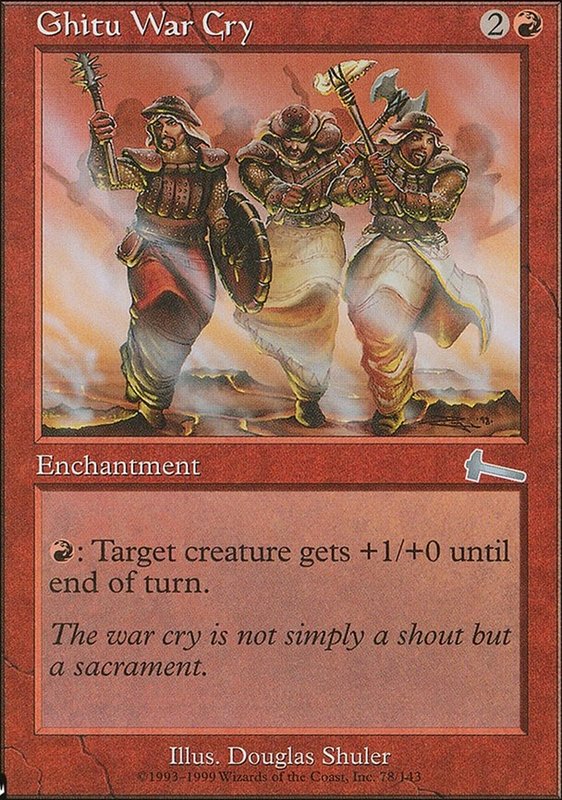 Ghitu War Cry 2
Enchantment
: Target creature gets +1/+0 until
end of turn.
The war cry is not simply a shout but
a sacrament.
Illus. Douglas Shuler
©1993-1999 Wizards of the Coast, Inc. 78/143